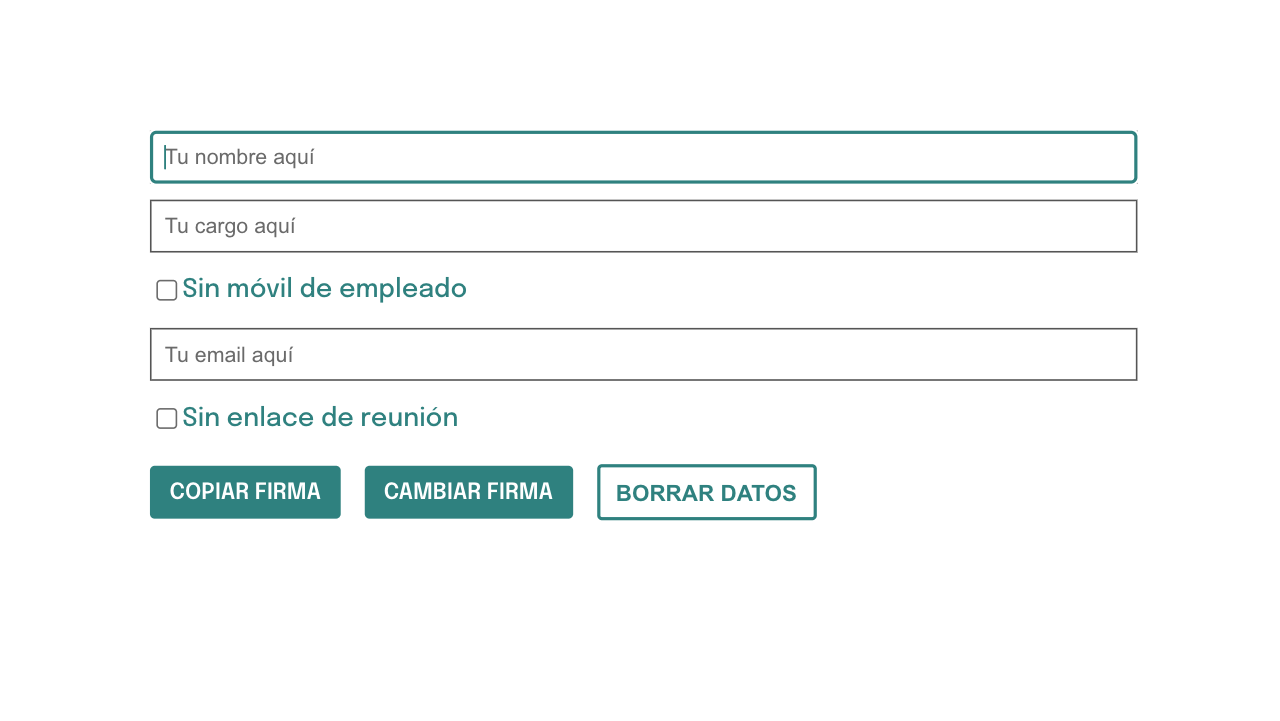 Tu nombre aquí
Tu cargo aquí
Sin móvil de empleado
Tu email aquí
Sin enlace de reunión
COPIAR FIRMA CAMBIAR FIRMA BORRAR DATOS